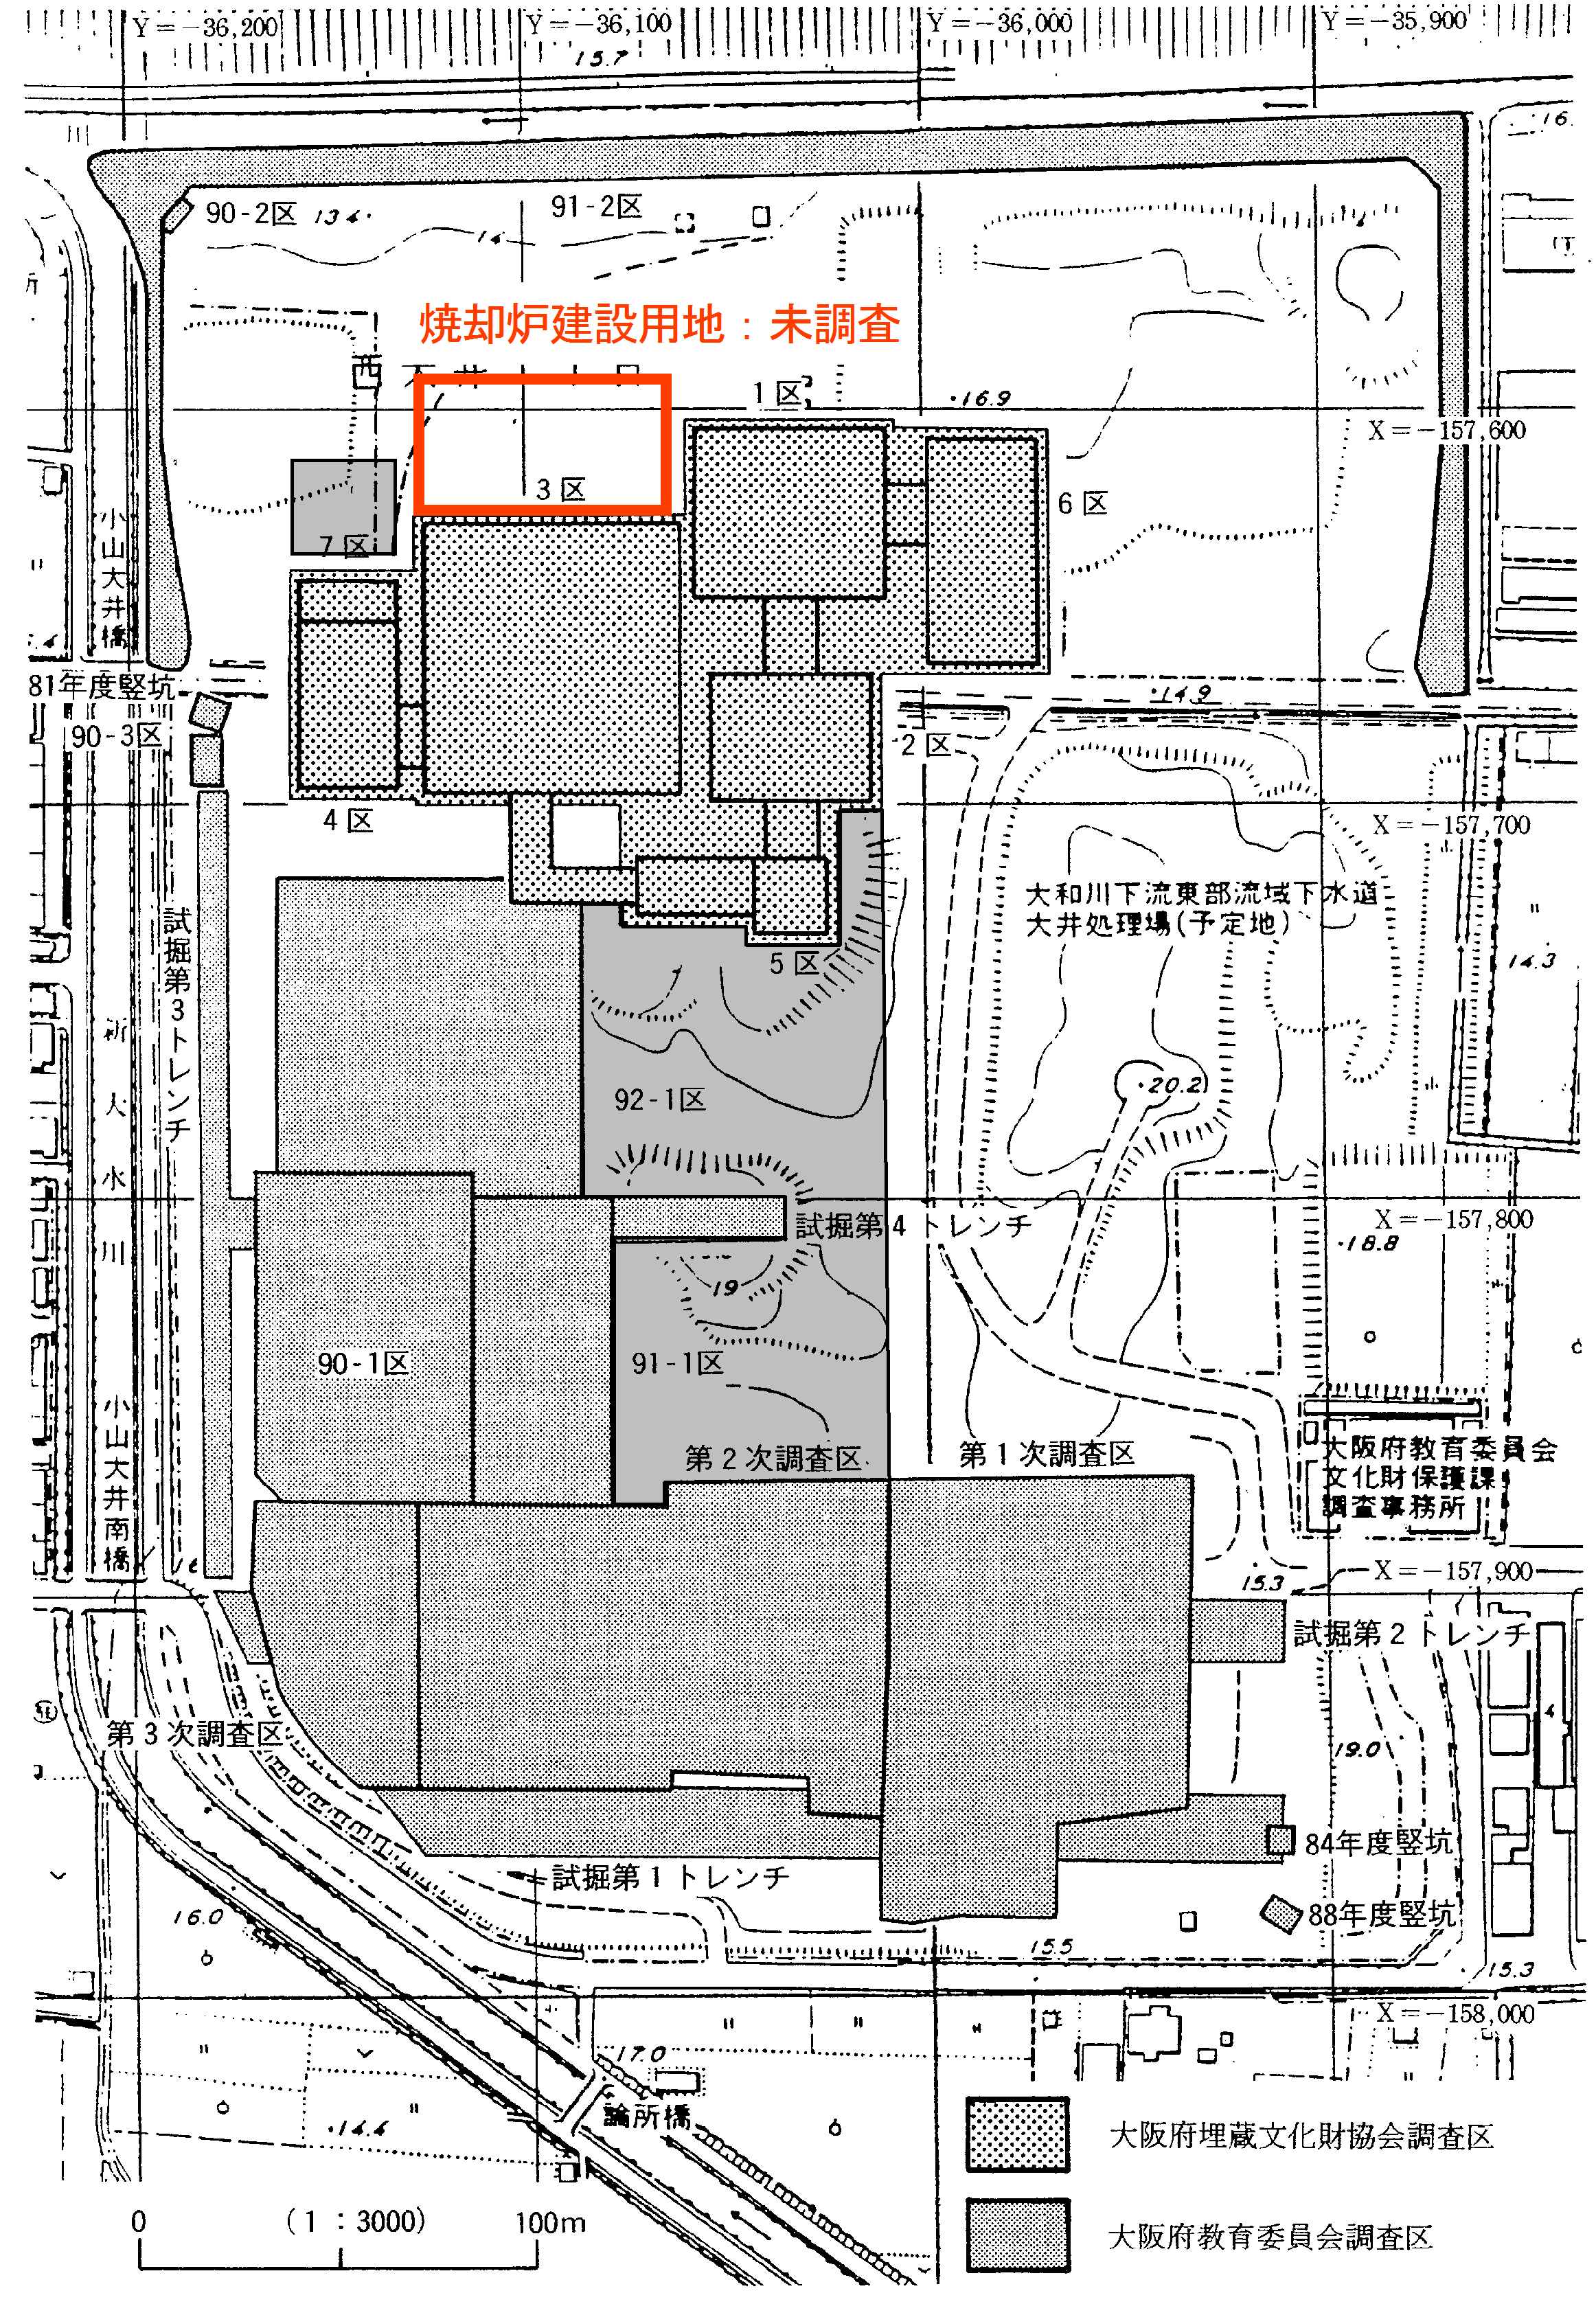 Y=-36,200
Y=-36,100
Y=-36,000
Y=-35,900
15.7
16.
90-2区
13.4
91-2区
14
焼却炉建設用地：未調査
西大井
1区
16.9
X=-157,600
3区
6区
7区
小山大井橋
81年度竪坑
90-3区
14.9
2区
4区
X=-157,700
大和川下流東部流域下水道
大井処理場(予定地)
試掘第3トレンチ
5区
14.3
新大水川
92-1区
20.2
試掘第4トレンチ
X=-157,800
18.8
19
90-1区
91-1区
小山大井南橋
第2次調査区
第1次調査区
大阪府教育委員会
文化財保護課
調査事務所
15.3
X=-157,900
試掘第2トレンチ
第3次調査区
19.0
84年度竪坑
試掘第1トレンチ
88年度竪坑
16.0
15.5
15.3
X=-158,000
17.0
論所橋
14.4
大阪府埋蔵文化財協会調査区
0
(1：3000)
100m
大阪府教育委員会調査区